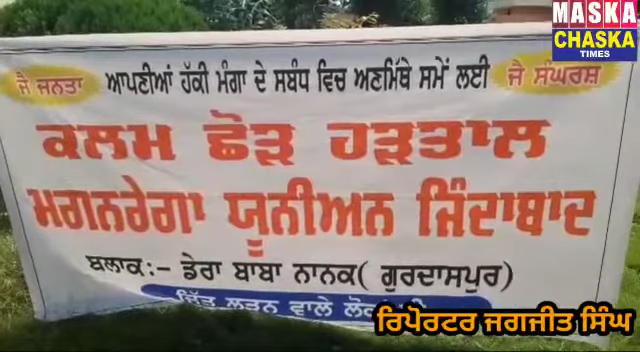 MASKA
CHASKA
TIMES
ਜੈ ਜਨਤਾ ਆਪਣੀਆਂ ਹੱਕੀ ਮੰਗਾ ਦੇ ਸਬੰਧ ਵਿਚ ਅਣਮਿੱਥੇ ਸਮੇਂ ਲਈ ਜੈ ਸੰਘਰਸ਼
ਕਲਮ ਛੋੜ ਹੜਤਾਲ
ਮਗਨਰੇਗਾ ਯੂਨੀਅਨ ਜਿੰਦਾਬਾਦ
ਬਲਾਕ:- ਡੇਰਾ ਬਾਬਾ ਨਾਨਕ( ਗੁਰਦਾਸਪੁਰ)
ਲੜਨ ਵਾਲੇ
ਰਿਪੋਰਟਰ ਜਗਜੀਤ ਸਿੰਘ